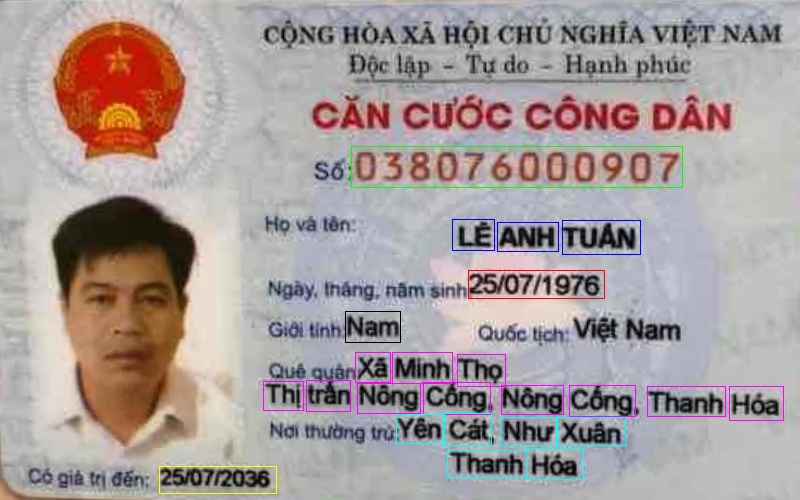 CỘNG HÒA XÃ HỘI CHỦ NGHĨA VIỆT NAM
Độc lập - Tự do - Hạnh phúc
CĂN CƯỚC CÔNG DÂN
Số: 038076000907
Họ và tên:
LÊ ANH TUẤN
Ngày, tháng, năm sinh: 25/07/1976
Giới tính: Nam Quốc tịch: Việt Nam
Quê quán: Xã Minh Thọ
Thị trấn Nông Cống, Nông Cống, Thanh Hóa
Nơi thường trú: Yên Cát, Như Xuân
Thanh Hóa
Có giá trị đến: 25/07/2036